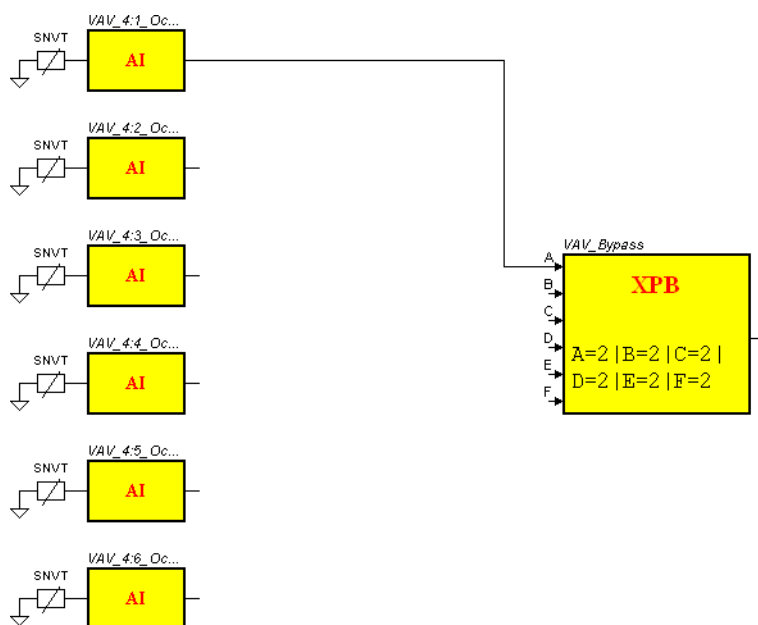 VAV_4:1_Oc...
SNVT
AI
VAV_4:2_Oc...
SNVT
AI
VAV_4:3_Oc...
SNVT
AI
VAV_Bypass
A
B
C
D
E
F
XPB
A=2|B=2|C=2|
D=2|E=2|F=2
VAV_4:4_Oc...
SNVT
AI
VAV_4:5_Oc...
SNVT
AI
VAV_4:6_Oc...
SNVT
AI